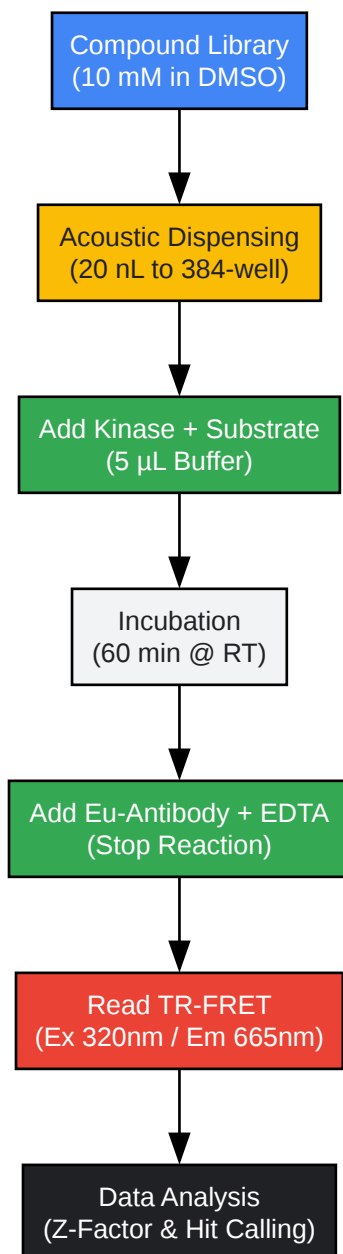 Compound Library
(10 mM in DMSO)
Acoustic Dispensing
(20 nL to 384-well)
Add Kinase + Substrate
(5 µL Buffer)
Incubation
(60 min @ RT)
Add Eu-Antibody + EDTA
(Stop Reaction)
Read TR-FRET
(Ex 320nm / Em 665nm)
Data Analysis
(Z-Factor & Hit Calling)